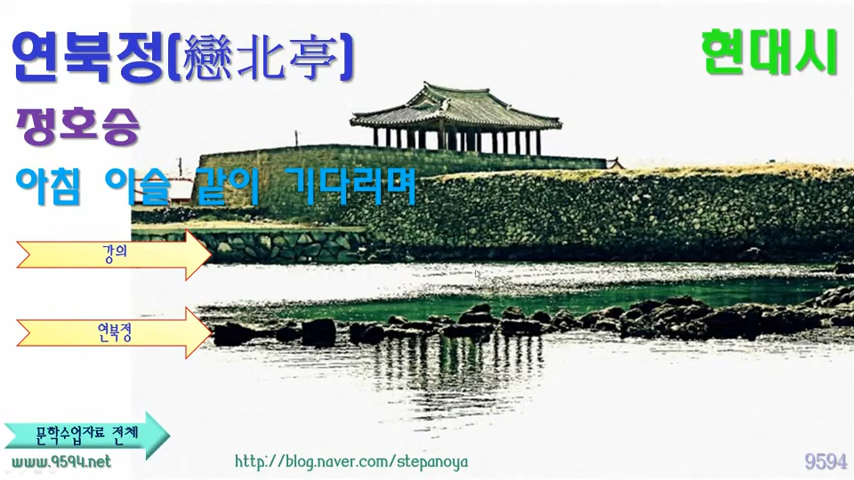 연북정(戀北亭)
현대시
정호승
아침 이슬 같이 기다리며
강의
연북정
문학수업자료 전체
www.9594.net
http://blog.naver.com/stepanoya
9594